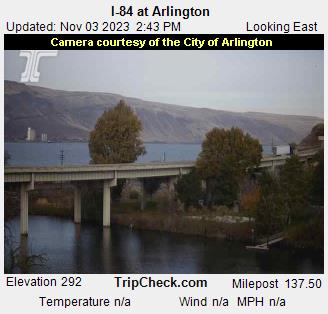 I-84 at Arlington
Updated: Nov 03 2023 2:43 PM Looking East
Camera courtesy of the City of Arlington
Elevation 292 TripCheck.com Milepost 137.50
Temperature n/a Wind n/a MPH n/a